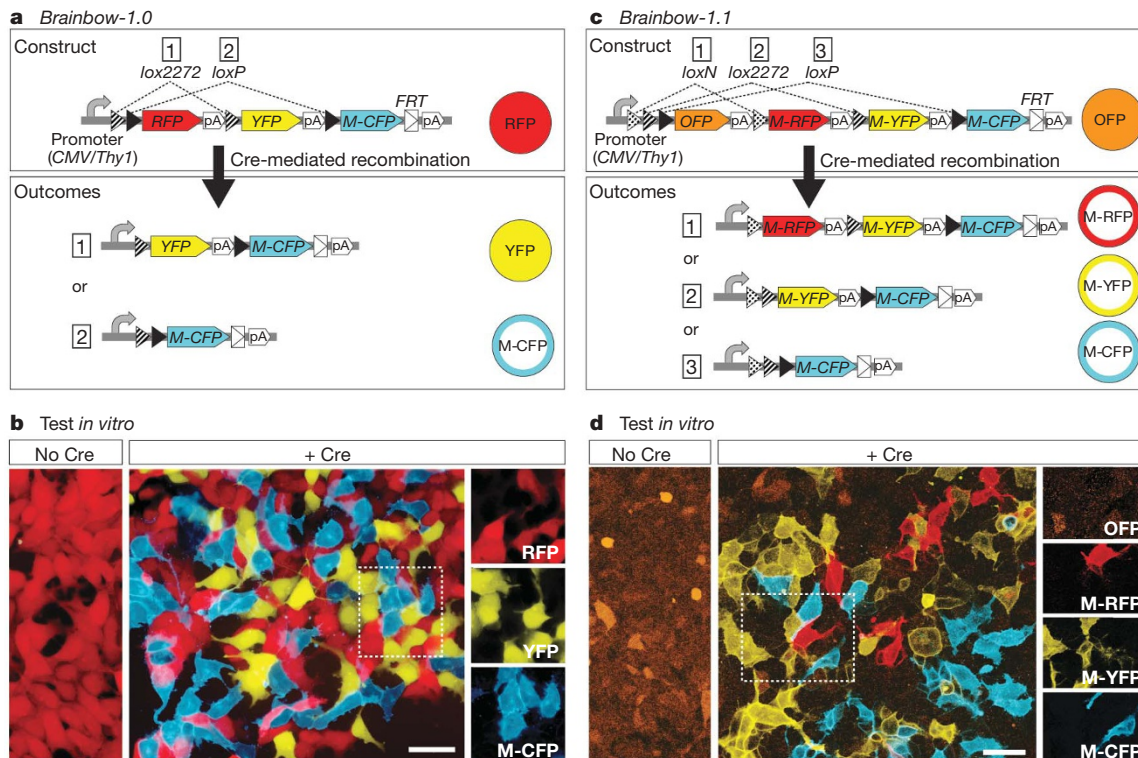 a Brainbow-1.0
Construct
1 2
lox2272 loxP
FRT
RFP pA YFP pA M-CFP pA
RFP
Promoter
(CMV/Thy1)
Cre-mediated recombination
Outcomes
1 YFP pA M-CFP pA
YFP
or
2 M-CFP pA
M-CFP
b Test in vitro
No Cre + Cre
RFP
YFP
M-CFP
c Brainbow-1.1
Construct
1 2 3
loxN lox2272 loxP
FRT
OFP pA M-RFP pA M-YFP pA M-CFP pA
OFP
Promoter
(CMV/Thy1)
Cre-mediated recombination
Outcomes
M-RFP
1 M-RFP pA M-YFP pA M-CFP pA
or
M-YFP
2 M-YFP pA M-CFP pA
or
M-CFP
3 M-CFP pA
d Test in vitro
No Cre + Cre
OFP
M-RFP
M-YFP
M-CFP